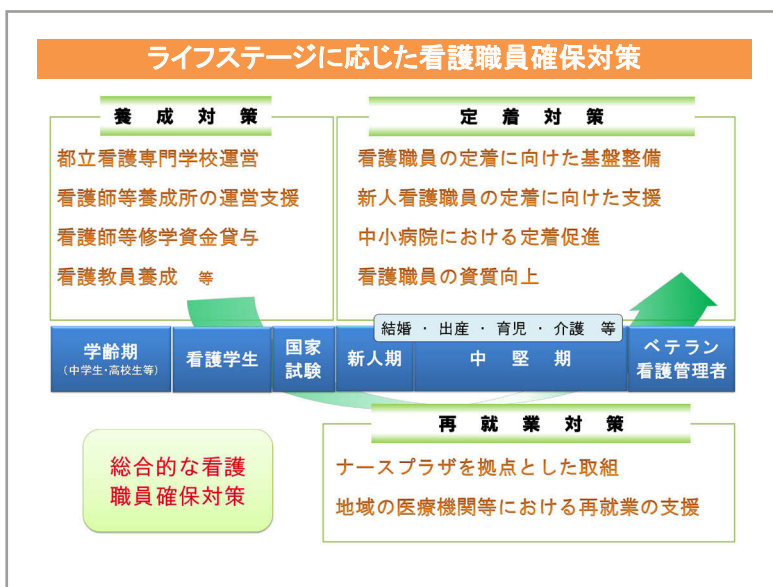 ライフステージに応じた看護職員確保対策
養成対策
都立看護専門学校運営
看護師等養成所の運営支援
看護師等修学資金貸与
看護教員養成 等
定着対策
看護職員の定着に向けた基盤整備
新人看護職員の定着に向けた支援
中小病院における定着促進
看護職員の資質向上
結婚・出産・育児・介護 等
学齢期
(中学生・高校生等)
看護学生
国家
試験
新人期
中堅期
ベテラン
看護管理者
再就業対策
ナースプラザを拠点とした取組
地域の医療機関等における再就業の支援
総合的な看護
職員確保対策